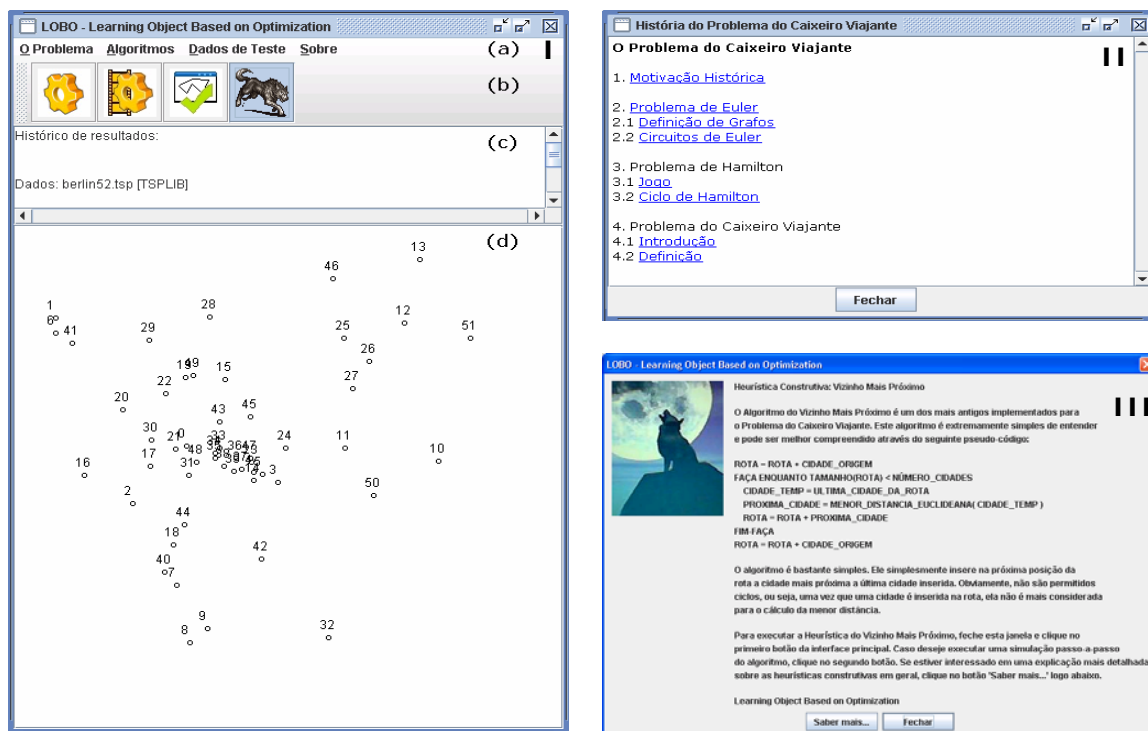 LOBO - Learning Object Based on Optimization
O Problema Algoritmos Dados de Teste Sobre (a) I
(b)
Histórico de resultados: (c)
Dados: berlin52.tsp [TSPLIB]
(d)
13
46
1
28
12
6
41
29
25
51
26
19
49
15
22
27
20
43
45
30
21
0
33
36
47
24
11
10
17
48
16
31
3
2
50
44
18
42
40
7
9
8
32
História do Problema do Caixeiro Viajante
O Problema do Caixeiro Viajante
II
1. Motivação Histórica
2. Problema de Euler
2.1 Definição de Grafos
2.2 Circuitos de Euler
3. Problema de Hamilton
3.1 Jogo
3.2 Ciclo de Hamilton
4. Problema do Caixeiro Viajante
4.1 Introdução
4.2 Definição
Fechar
LOBO - Learning Object Based on Optimization
Heurística Construtiva: Vizinho Mais Próximo
III
O Algoritmo do Vizinho Mais Próximo é um dos mais antigos implementados para
o Problema do Caixeiro Viajante. Este algoritmo é extremamente simples de entender
e pode ser melhor compreendido através do seguinte pseudo-código:
ROTA = ROTA + CIDADE_ORIGEM
FAÇA ENQUANTO TAMANHO(ROTA) < NÚMERO_CIDADES
CIDADE_TEMP = ULTIMA_CIDADE_DA_ROTA
PROXIMA_CIDADE = MENOR_DISTANCIA_EUCLIDEANA( CIDADE_TEMP )
ROTA = ROTA + PROXIMA_CIDADE
FIM-FAÇA
ROTA = ROTA + CIDADE_ORIGEM
O algoritmo é bastante simples. Ele simplesmente insere na próxima posição da
rota a cidade mais próxima a última cidade inserida. Obviamente, não são permitidos
ciclos, ou seja, uma vez que uma cidade é inserida na rota, ela não é mais considerada
para o cálculo da menor distância.
Para executar a Heurística do Vizinho Mais Próximo, feche esta janela e clique no
primeiro botão da interface principal. Caso deseje executar uma simulação passo-a-passo
do algoritmo, clique no segundo botão. Se estiver interessado em uma explicação mais detalhada
sobre as heurísticas construtivas em geral, clique no botão 'Saber mais...' logo abaixo.
Learning Object Based on Optimization
Saber mais... Fechar